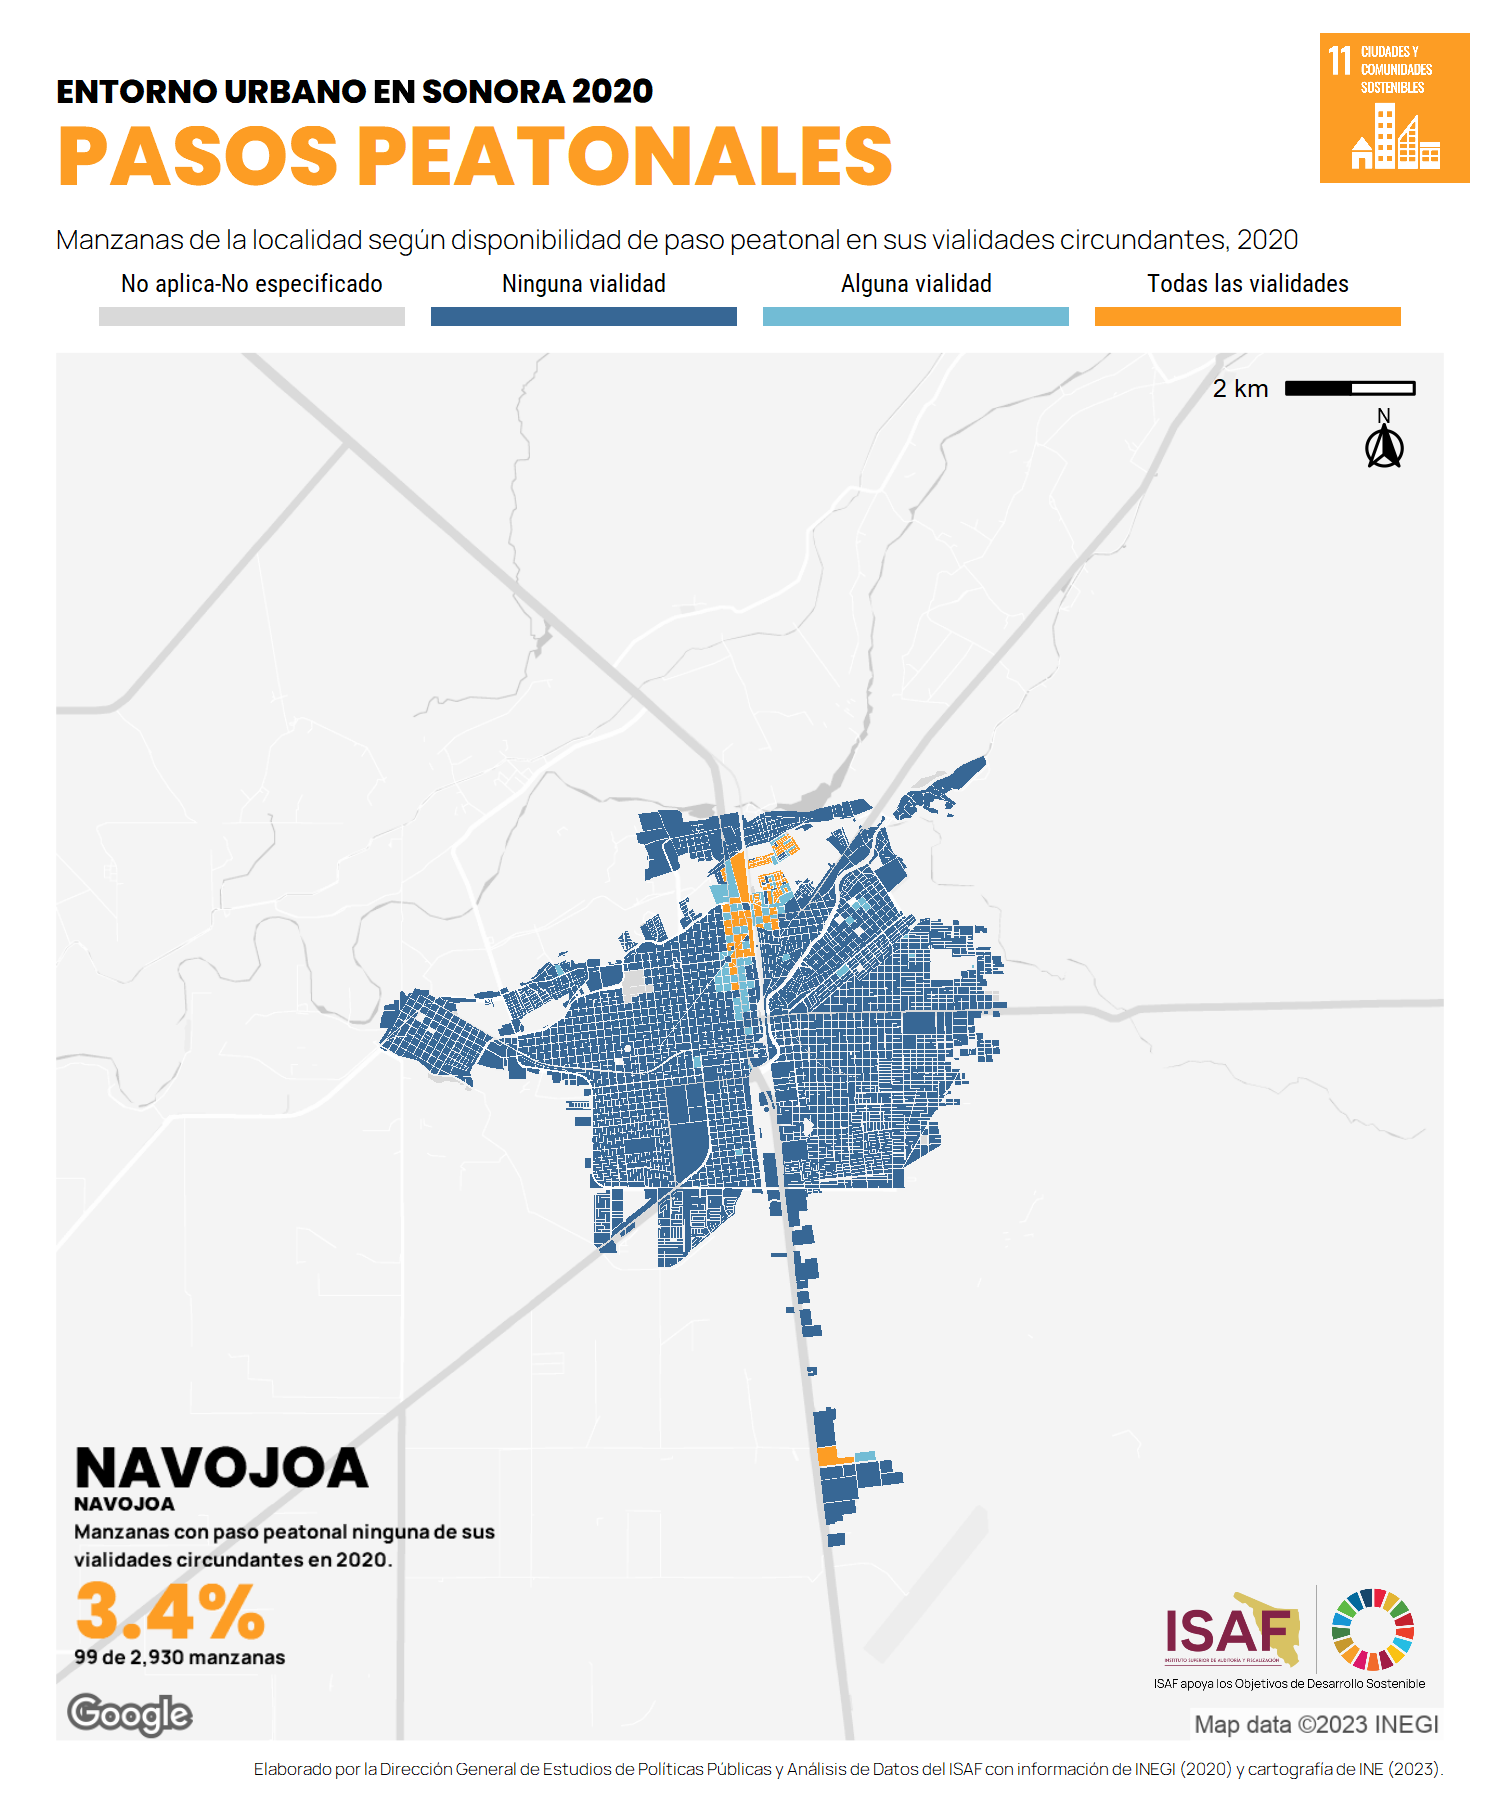 11 CIUDADES Y
COMUNIDADES
SOSTENIBLES
ENTORNO URBANO EN SONORA 2020
PASOS PEATONALES
Manzanas de la localidad según disponibilidad de paso peatonal en sus vialidades circundantes, 2020
No aplica-No especificado
Ninguna vialidad
Alguna vialidad
Todas las vialidades
2 km
N
NAVOJOA
NAVOJOA
Manzanas con paso peatonal ninguna de sus
vialidades circundantes en 2020.
3.4%
99 de 2,930 manzanas
Google
ISAF
INSTITUTO SUPERIOR DE AUDITORÍA Y FISCALIZACIÓN
ISAF apoya los Objetivos de Desarrollo Sostenible
Map data ©2023 INEGI
Elaborado por la Dirección General de Estudios de Políticas Públicas y Análisis de Datos del ISAF con información de INEGI (2020) y cartografía de INE (2023).